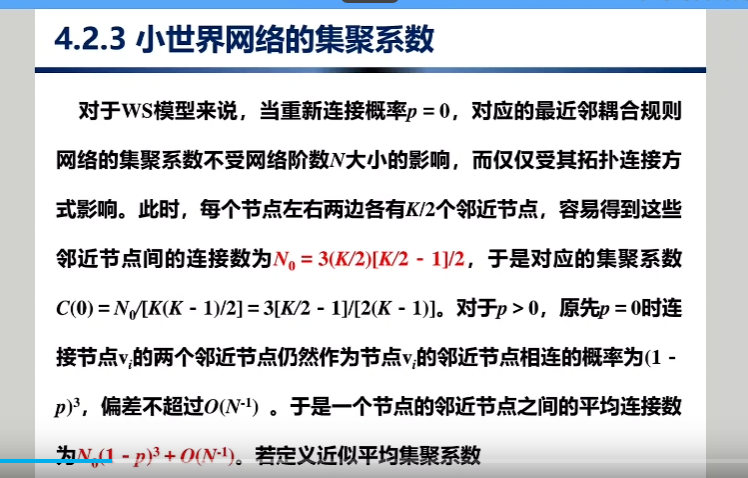 4.2.3 小世界网络的集聚系数
对于WS模型来说，当重新连接概率p = 0，对应的最近邻耦合规则
网络的集聚系数不受网络阶数N大小的影响，而仅仅受其拓扑连接方
式影响。此时，每个节点左右两边各有K/2个邻近节点，容易得到这些
邻近节点间的连接数为N₀ = 3(K/2)[K/2 - 1]/2，于是对应的集聚系数
C(0) = N₀/[K(K - 1)/2] = 3[K/2 - 1]/[2(K - 1)]。对于p > 0，原先p = 0时连
接节点vᵢ的两个邻近节点仍然作为节点vᵢ的邻近节点相连的概率为(1 -
p)³，偏差不超过O(N⁻¹) 。于是一个节点的邻近节点之间的平均连接数
为N₀(1 - p)³ + O(N⁻¹)。若定义近似平均集聚系数